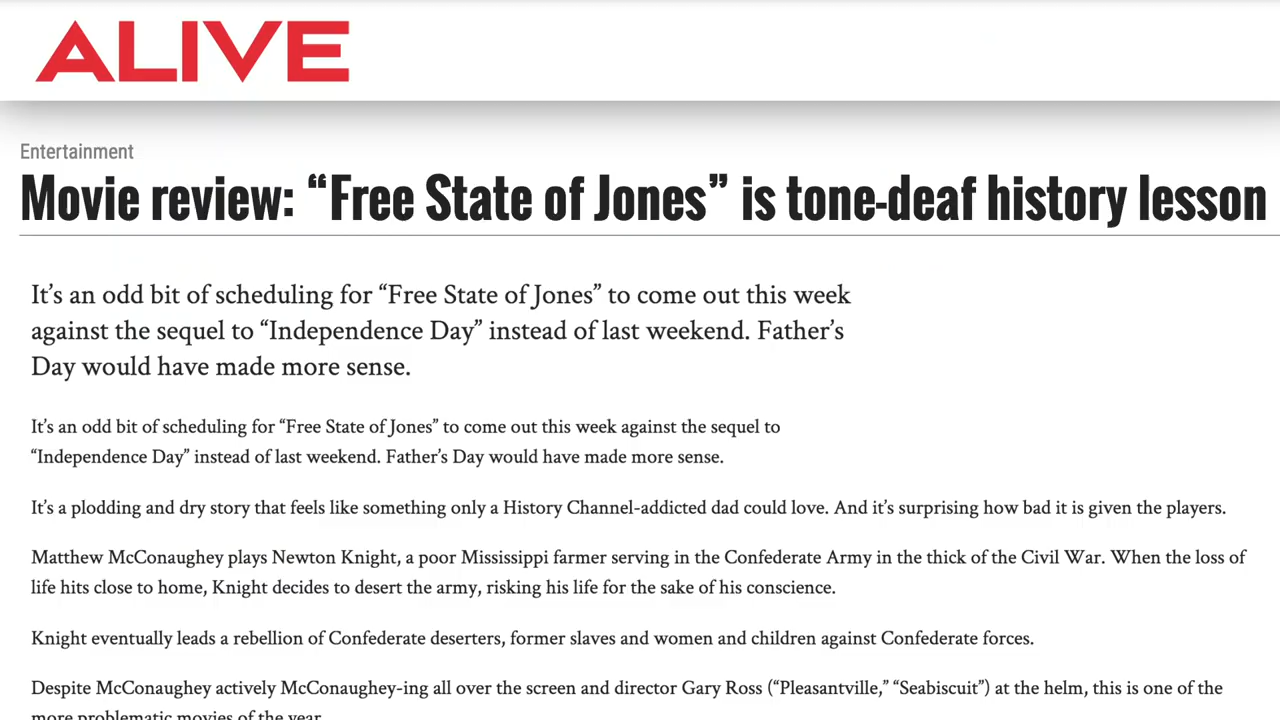 ALIVE
Entertainment
Movie review: “Free State of Jones” is tone-deaf history lesson
It’s an odd bit of scheduling for “Free State of Jones” to come out this week
against the sequel to “Independence Day” instead of last weekend. Father’s
Day would have made more sense.
It’s an odd bit of scheduling for “Free State of Jones” to come out this week against the sequel to
“Independence Day” instead of last weekend. Father’s Day would have made more sense.
It’s a plodding and dry story that feels like something only a History Channel-addicted dad could love. And it’s surprising how bad it is given the players.
Matthew McConaughey plays Newton Knight, a poor Mississippi farmer serving in the Confederate Army in the thick of the Civil War. When the loss of
life hits close to home, Knight decides to desert the army, risking his life for the sake of his conscience.
Knight eventually leads a rebellion of Confederate deserters, former slaves and women and children against Confederate forces.
Despite McConaughey actively McConaughey-ing all over the screen and director Gary Ross (“Pleasantville,” “Seabiscuit”) at the helm, this is one of the
more problematic movies of the year.